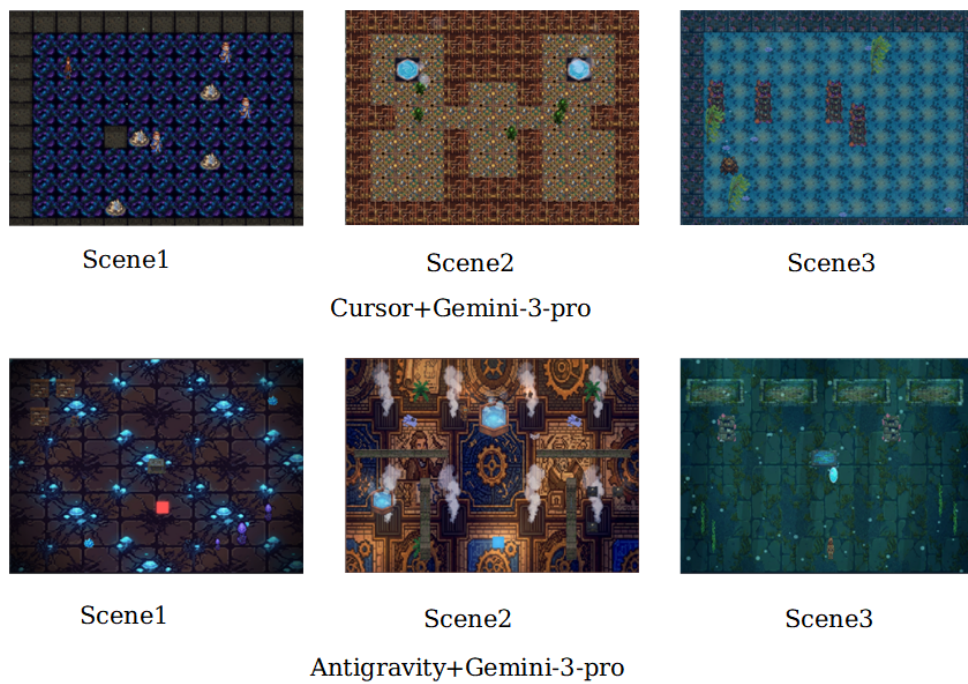 Scene1
Scene2
Scene3
Cursor+Gemini-3-pro
Scene1
Scene2
Scene3
Antigravity+Gemini-3-pro